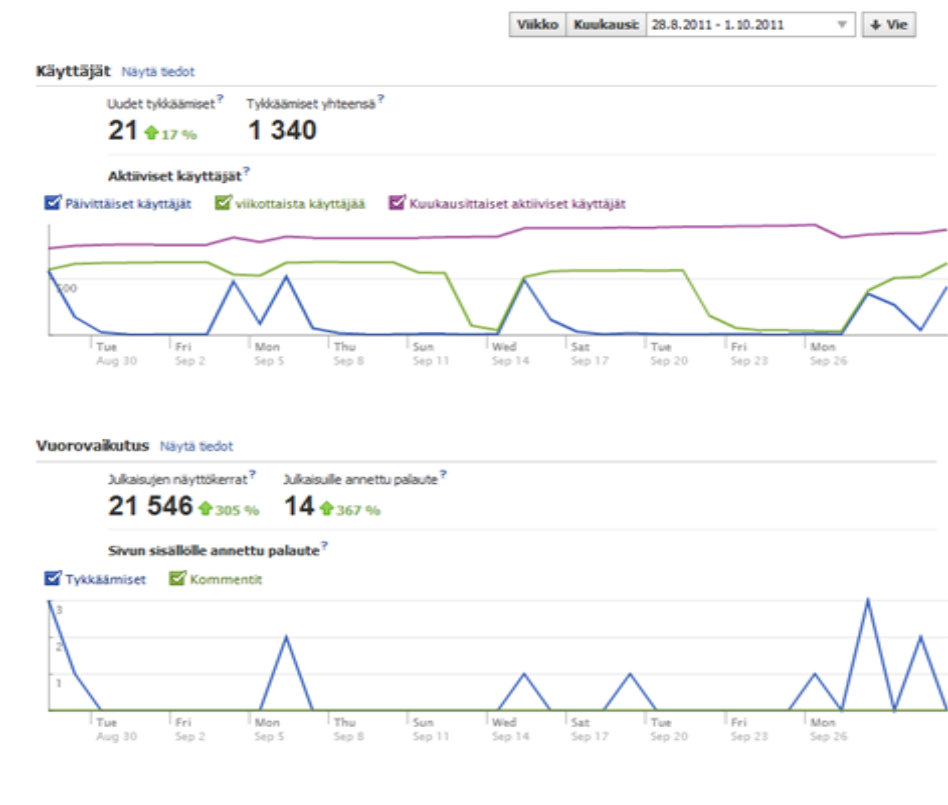 Viikko Kuukausi: 28.8.2011 - 1.10.2011 Vie
Käyttäjät Näytä tiedot
Uudet tykkäämiset? Tykkäämiset yhteensä?
21 17 % 1 340
Aktiiviset käyttäjät?
Päivittäiset käyttäjät viikottaista käyttäjää Kuukausittaiset aktiiviset käyttäjät
500
Tue Fri Mon Thu Sun Wed Sat Tue Fri Mon
Aug 30 Sep 2 Sep 5 Sep 8 Sep 11 Sep 14 Sep 17 Sep 20 Sep 23 Sep 26
Vuorovaikutus Näytä tiedot
Julkaisujen näyttökerrat? Julkaisuille annettu palaute?
21 546 305 % 14 367 %
Sivun sisällölle annettu palaute?
Tykkäämiset Kommentit
3
2
1
Tue Fri Mon Thu Sun Wed Sat Tue Fri Mon
Aug 30 Sep 2 Sep 5 Sep 8 Sep 11 Sep 14 Sep 17 Sep 20 Sep 23 Sep 26